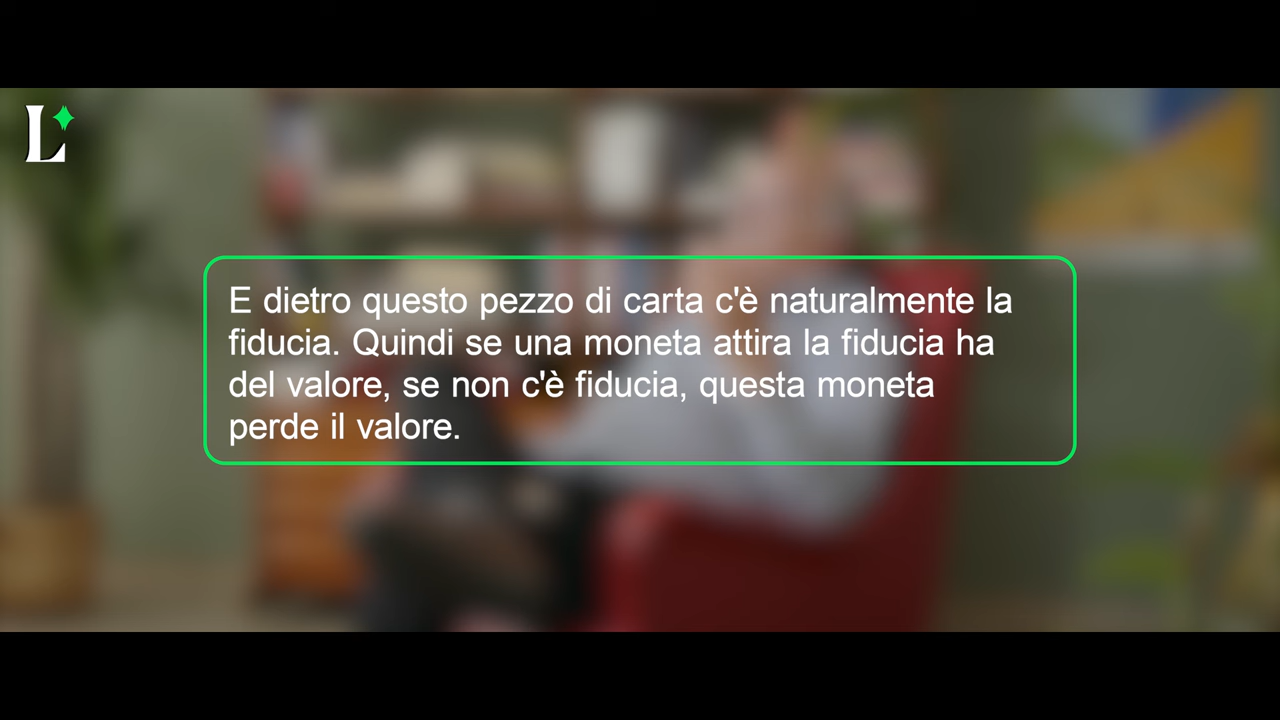 L
E dietro questo pezzo di carta c'è naturalmente la
fiducia. Quindi se una moneta attira la fiducia ha
del valore, se non c'è fiducia, questa moneta
perde il valore.